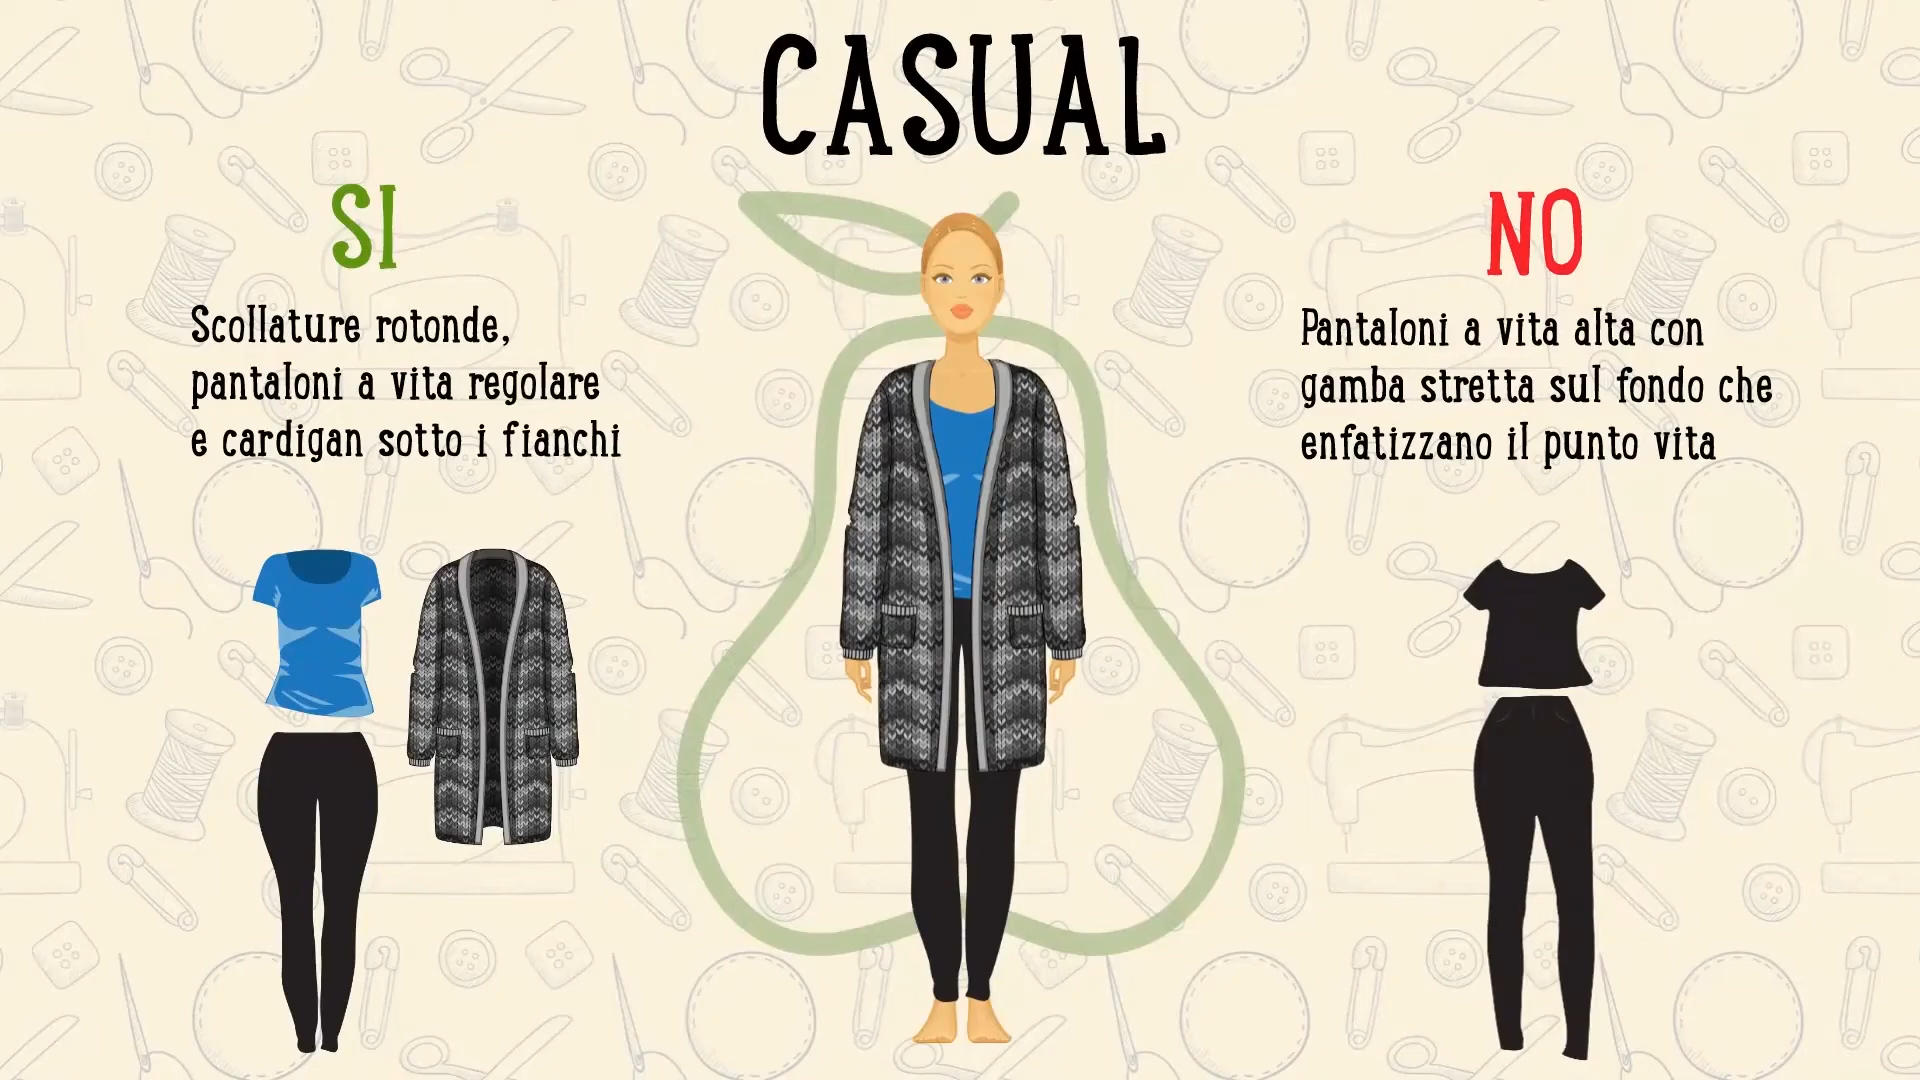 CASUAL
SI
Scollature rotonde,
pantaloni a vita regolare
e cardigan sotto i fianchi
NO
Pantaloni a vita alta con
gamba stretta sul fondo che
enfatizzano il punto vita